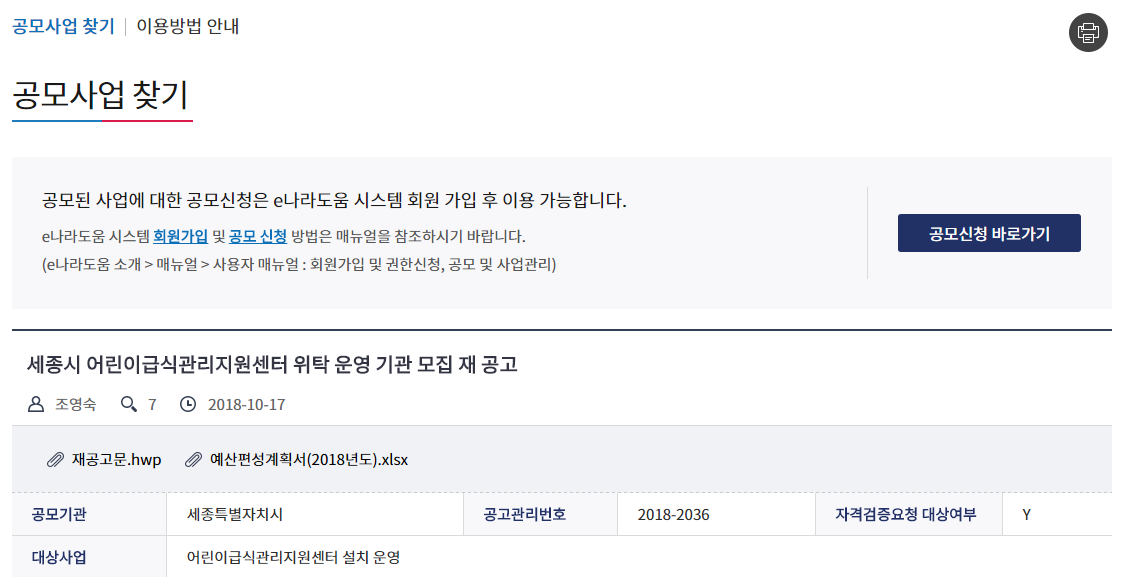 공모사업 찾기 이용방법 안내
공모사업 찾기
공모된 사업에 대한 공모신청은 e나라도움 시스템 회원 가입 후 이용 가능합니다.
e나라도움 시스템 회원가입 및 공모 신청 방법은 매뉴얼을 참조하시기 바랍니다.
(e나라도움 소개 > 매뉴얼 > 사용자 매뉴얼 : 회원가입 및 권한신청, 공모 및 사업관리)
공모신청 바로가기
세종시 어린이급식관리지원센터 위탁 운영 기관 모집 재 공고
조영숙 7 2018-10-17
재공고문.hwp 예산편성계획서(2018년도).xlsx
공모기관 세종특별자치시 공고관리번호 2018-2036 자격검증요청 대상여부 Y
대상사업 어린이급식관리지원센터 설치 운영